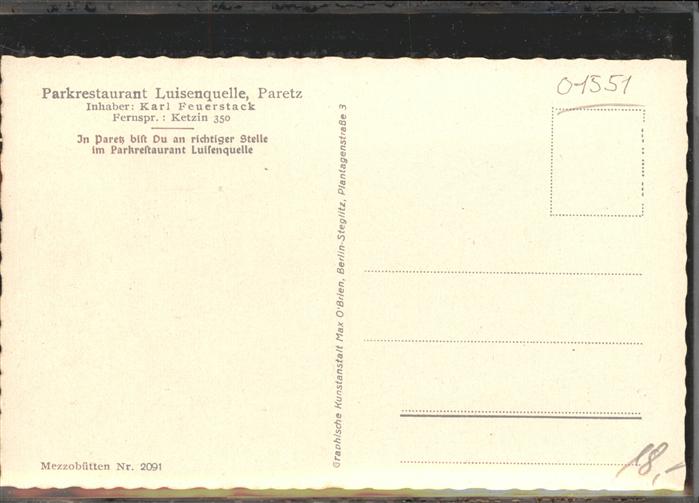 Parkrestaurant Luisenquelle, Paretz
Inhaber: Karl Feuerstack
Fernspr.: Ketzin 350
In Paretz biſt Du an richtiger Stelle
im Parkreſtaurant Luiſenquelle
Graphische Kunstanstalt Max O'Brien, Berlin-Steglitz, Plantagenstraße 3
01551
Mezzobütten Nr. 2091
18,-